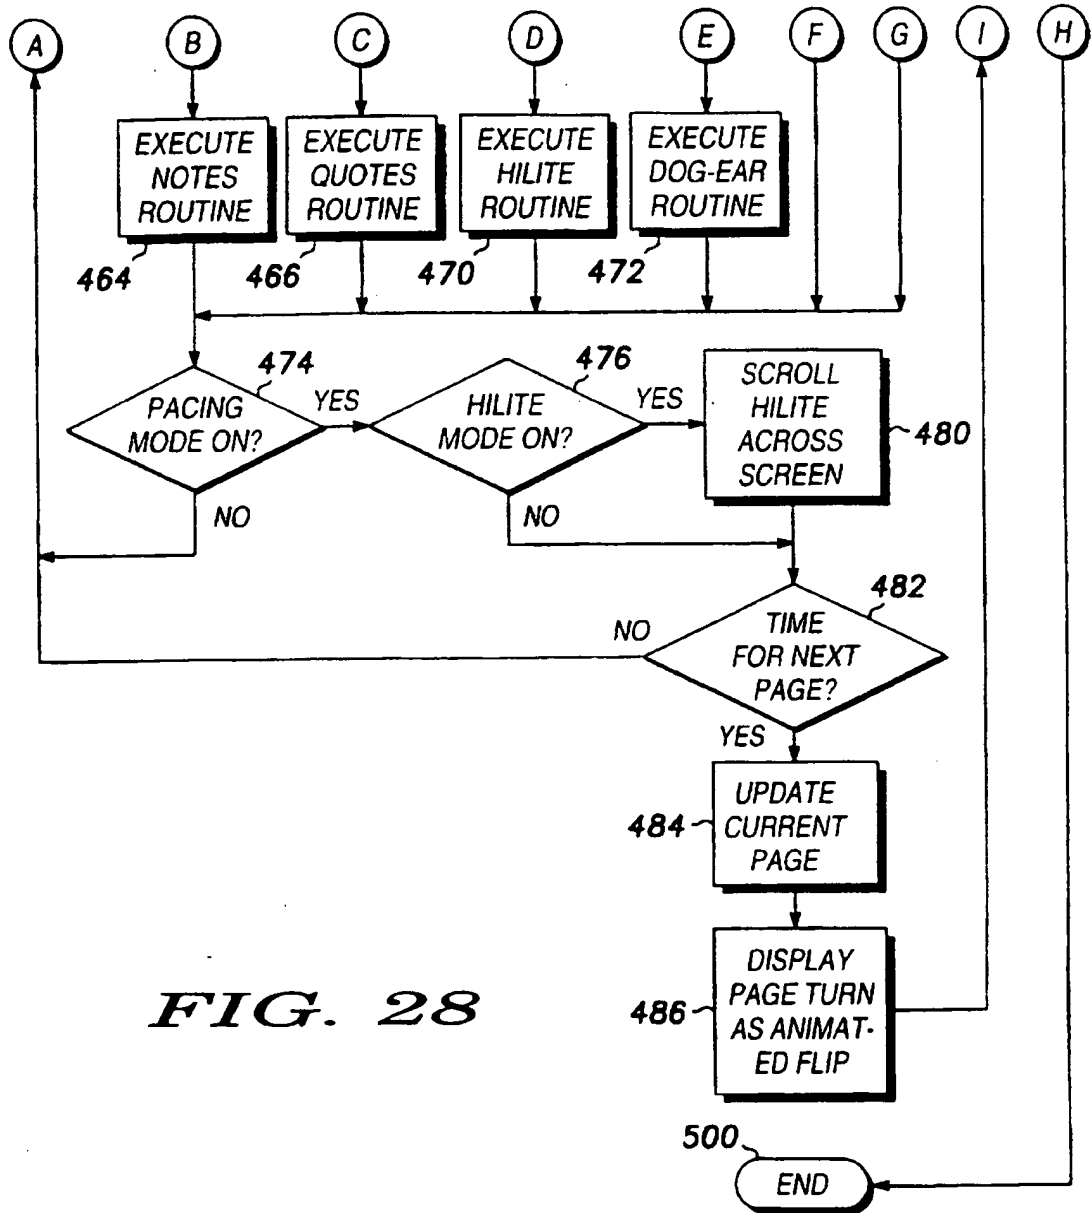 A B C D E F G I H
EXECUTE
NOTES
ROUTINE
464
EXECUTE
QUOTES
ROUTINE
466
EXECUTE
HILITE
ROUTINE
470
EXECUTE
DOG-EAR
ROUTINE
472
474
PACING
MODE ON?
YES
NO
476
HILITE
MODE ON?
YES
NO
SCROLL
HILITE
ACROSS
SCREEN
480
482
TIME
FOR NEXT
PAGE?
NO
YES
UPDATE
CURRENT
PAGE
484
DISPLAY
PAGE TURN
AS ANIMAT-
ED FLIP
486
500
END
FIG. 28